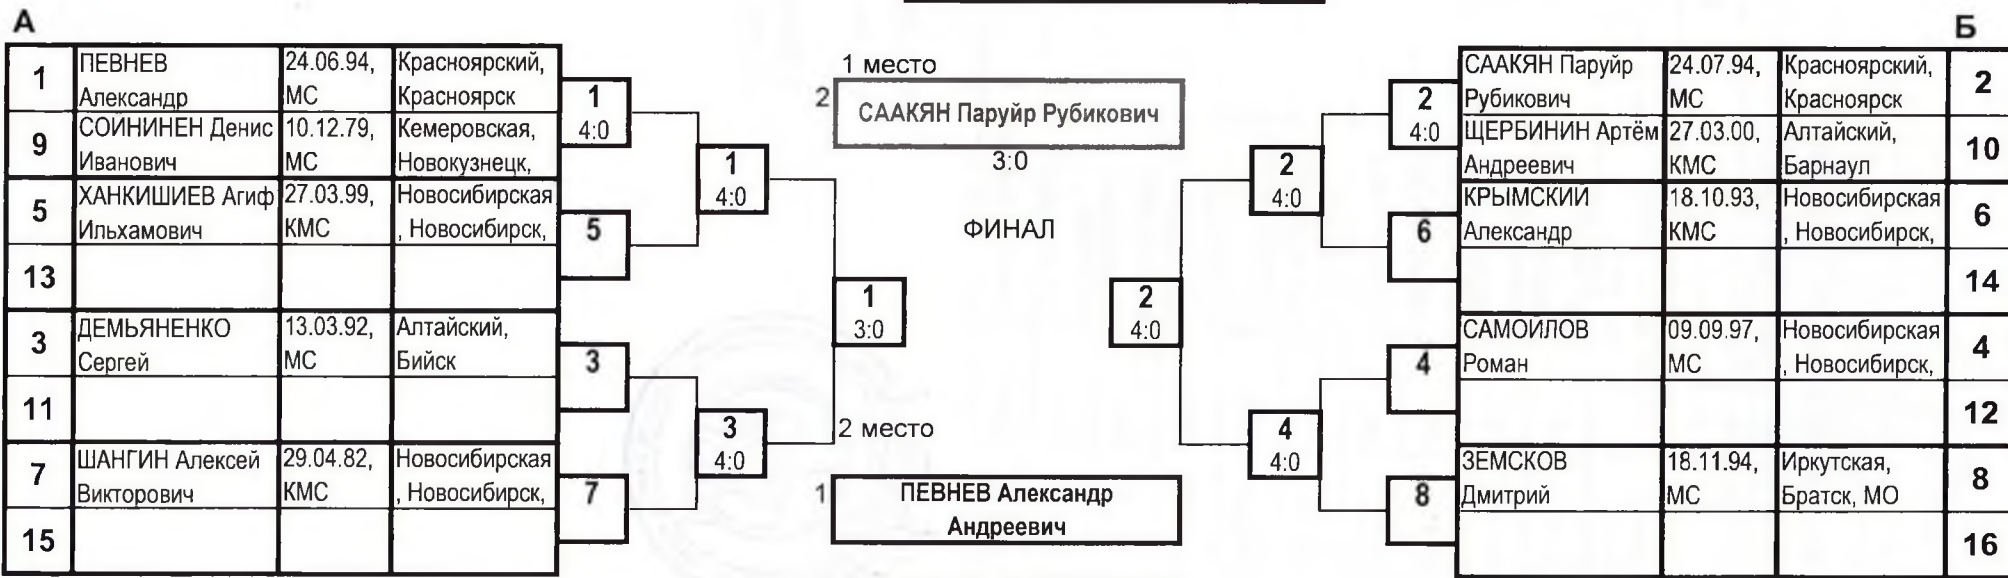 А
Б
1
ПЕВНЕВ
Александр
24.06.94,
МС
Красноярский,
Красноярск
9
СОИНИНЕН Денис
Иванович
10.12.79,
МС
Кемеровская,
Новокузнецк,
5
ХАНКИШИЕВ Агиф
Ильхамович
27.03.99,
КМС
Новосибирская
, Новосибирск,
13
3
ДЕМЬЯНЕНКО
Сергей
13.03.92,
МС
Алтайский,
Бийск
11
7
ШАНГИН Алексей
Викторович
29.04.82,
КМС
Новосибирская
, Новосибирск,
15
1
4:0
5
3
7
1
4:0
3
4:0
1
3:0
1 место
2
СААКЯН Паруйр Рубикович
3:0
ФИНАЛ
2 место
1
ПЕВНЕВ Александр
Андреевич
2
4:0
2
4:0
4
4:0
2
4:0
6
4
8
СААКЯН Паруйр
Рубикович
24.07.94,
МС
Красноярский,
Красноярск
2
ЩЕРБИНИН Артём
Андреевич
27.03.00,
КМС
Алтайский,
Барнаул
10
КРЫМСКИЙ
Александр
18.10.93,
КМС
Новосибирская
, Новосибирск,
6
14
САМОИЛОВ
Роман
09.09.97,
МС
Новосибирская
, Новосибирск,
4
12
ЗЕМСКОВ
Дмитрий
18.11.94,
МС
Иркутская,
Братск, МО
8
16